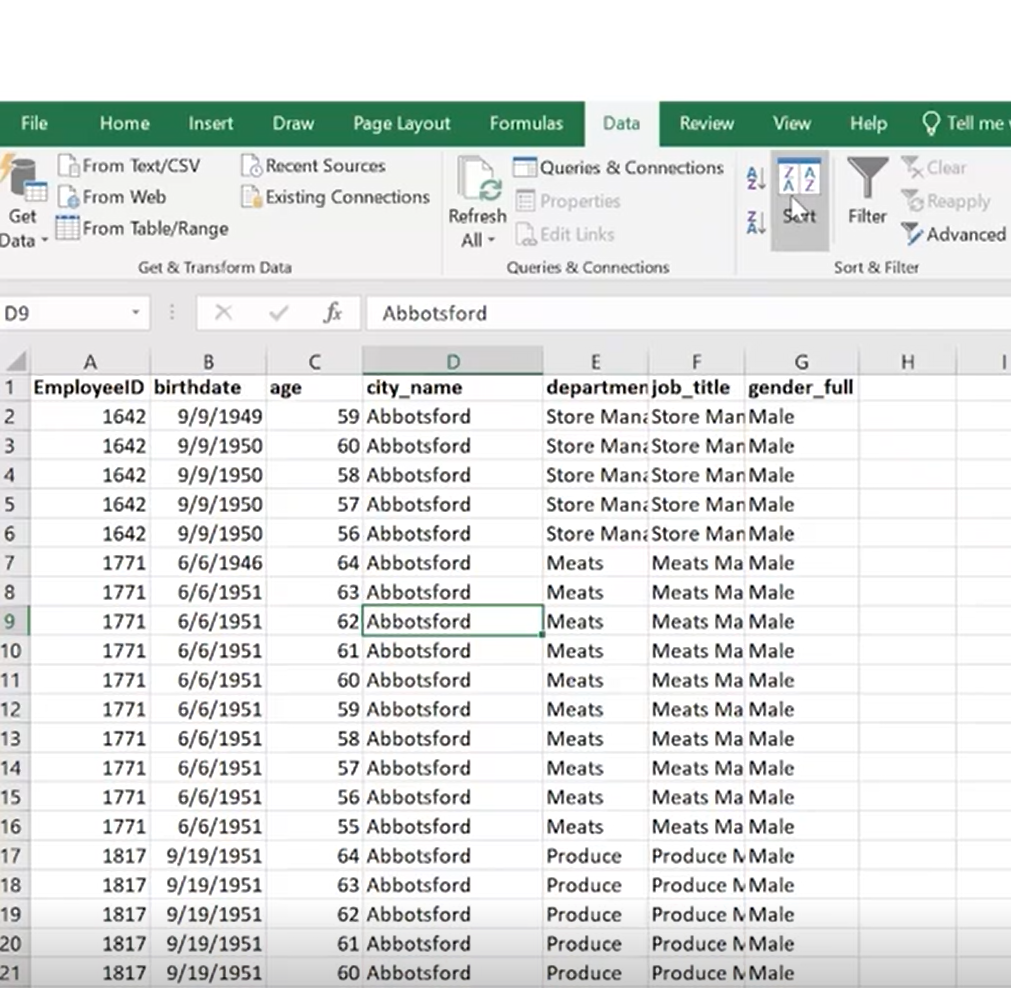 File Home Insert Draw Page Layout Formulas Data Review View Help Tell me
From Text/CSV Recent Sources Queries & Connections Clear
From Web Existing Connections Properties Reapply
Get Data From Table/Range Refresh All Edit Links Sort Filter Advanced
Get & Transform Data Queries & Connections Sort & Filter
D9 fx Abbotsford
A B C D E F G H I
1 EmployeeID birthdate age city_name departmen job_title gender_full
2 1642 9/9/1949 59 Abbotsford Store Mana Store Man Male
3 1642 9/9/1950 60 Abbotsford Store Mana Store Man Male
4 1642 9/9/1950 58 Abbotsford Store Mana Store Man Male
5 1642 9/9/1950 57 Abbotsford Store Mana Store Man Male
6 1642 9/9/1950 56 Abbotsford Store Mana Store Man Male
7 1771 6/6/1946 64 Abbotsford Meats Meats Ma Male
8 1771 6/6/1951 63 Abbotsford Meats Meats Ma Male
9 1771 6/6/1951 62 Abbotsford Meats Meats Ma Male
10 1771 6/6/1951 61 Abbotsford Meats Meats Ma Male
11 1771 6/6/1951 60 Abbotsford Meats Meats Ma Male
12 1771 6/6/1951 59 Abbotsford Meats Meats Ma Male
13 1771 6/6/1951 58 Abbotsford Meats Meats Ma Male
14 1771 6/6/1951 57 Abbotsford Meats Meats Ma Male
15 1771 6/6/1951 56 Abbotsford Meats Meats Ma Male
16 1771 6/6/1951 55 Abbotsford Meats Meats Ma Male
17 1817 9/19/1951 64 Abbotsford Produce Produce M Male
18 1817 9/19/1951 63 Abbotsford Produce Produce M Male
19 1817 9/19/1951 62 Abbotsford Produce Produce M Male
20 1817 9/19/1951 61 Abbotsford Produce Produce M Male
21 1817 9/19/1951 60 Abbotsford Produce Produce M Male